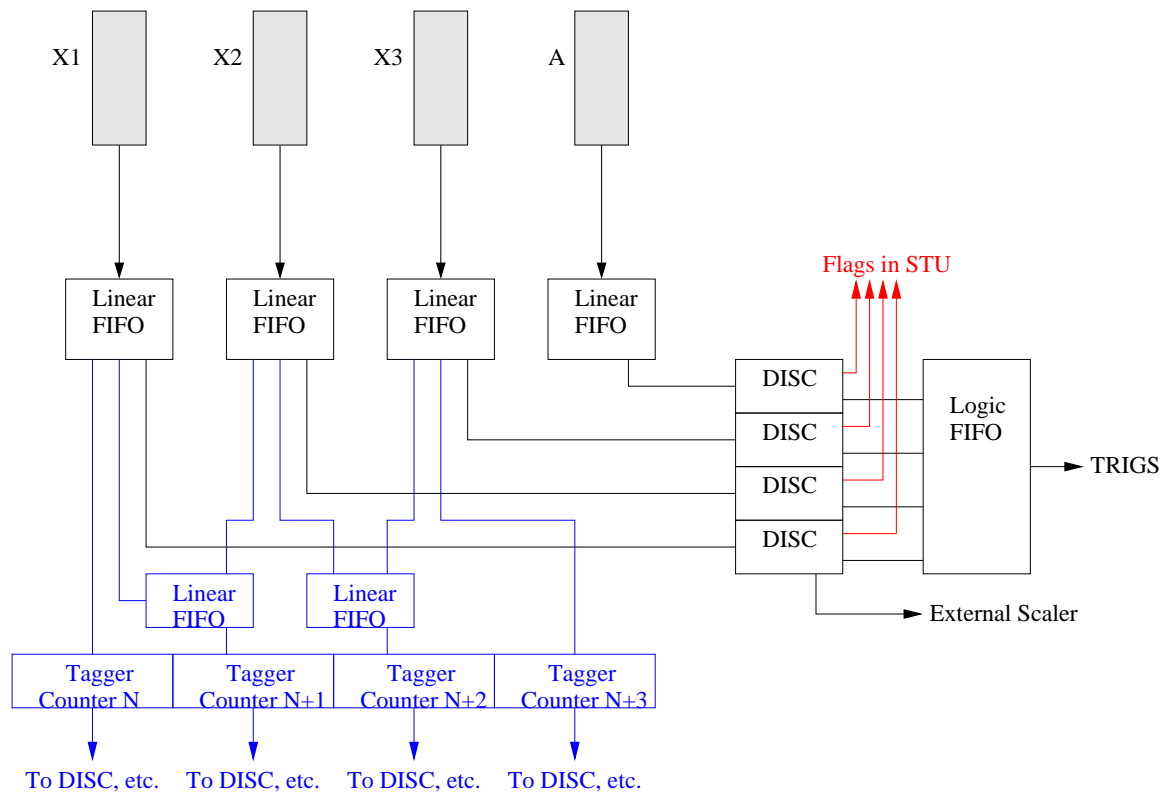 X1
X2
X3
A
Linear
FIFO
Linear
FIFO
Linear
FIFO
Linear
FIFO
Flags in STU
DISC
DISC
DISC
DISC
Logic
FIFO
TRIGS
External Scaler
Linear
FIFO
Linear
FIFO
Tagger
Counter N
Tagger
Counter N+1
Tagger
Counter N+2
Tagger
Counter N+3
To DISC, etc.
To DISC, etc.
To DISC, etc.
To DISC, etc.